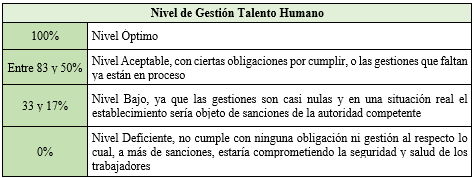 Nivel de Gestión Talento Humano
100%
Nivel Óptimo
Entre 83 y 50%
Nivel Aceptable, con ciertas obligaciones por cumplir, o las gestiones que faltan
ya están en proceso
33 y 17%
Nivel Bajo, ya que las gestiones son casi nulas y en una situación real el
establecimiento sería objeto de sanciones de la autoridad competente
0%
Nivel Deficiente, no cumple con ninguna obligación ni gestión al respecto lo
cual, a más de sanciones, estaría comprometiendo la seguridad y salud de los
trabajadores